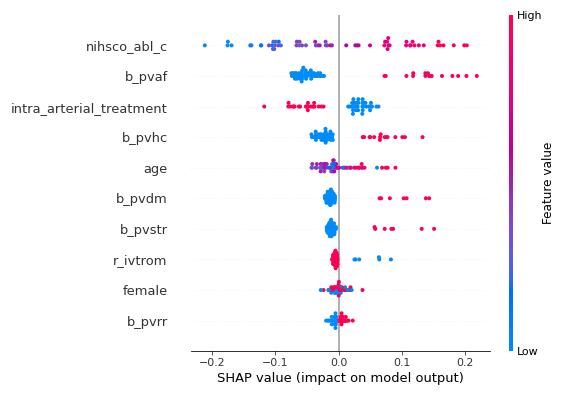 High
nihsco_abl_c
b_pvaf
intra_arterial_treatment
b_pvhc
age
b_pvdm
b_pvstr
r_ivtrom
female
b_pvrr
Feature value
Low
−0.2 −0.1 0.0 0.1 0.2
SHAP value (impact on model output)